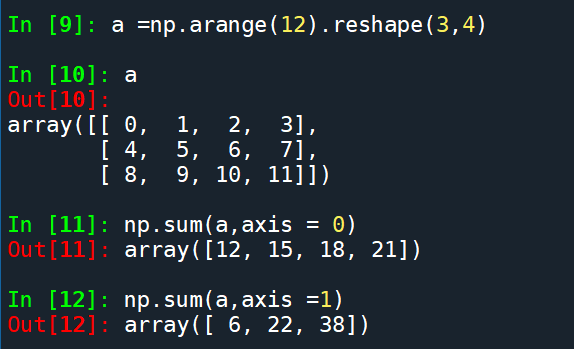 In [9]: a =np.arange(12).reshape(3,4)
In [10]: a
Out[10]:
array([[ 0,  1,  2,  3],
       [ 4,  5,  6,  7],
       [ 8,  9, 10, 11]])
In [11]: np.sum(a,axis = 0)
Out[11]: array([12, 15, 18, 21])
In [12]: np.sum(a,axis =1)
Out[12]: array([ 6, 22, 38])